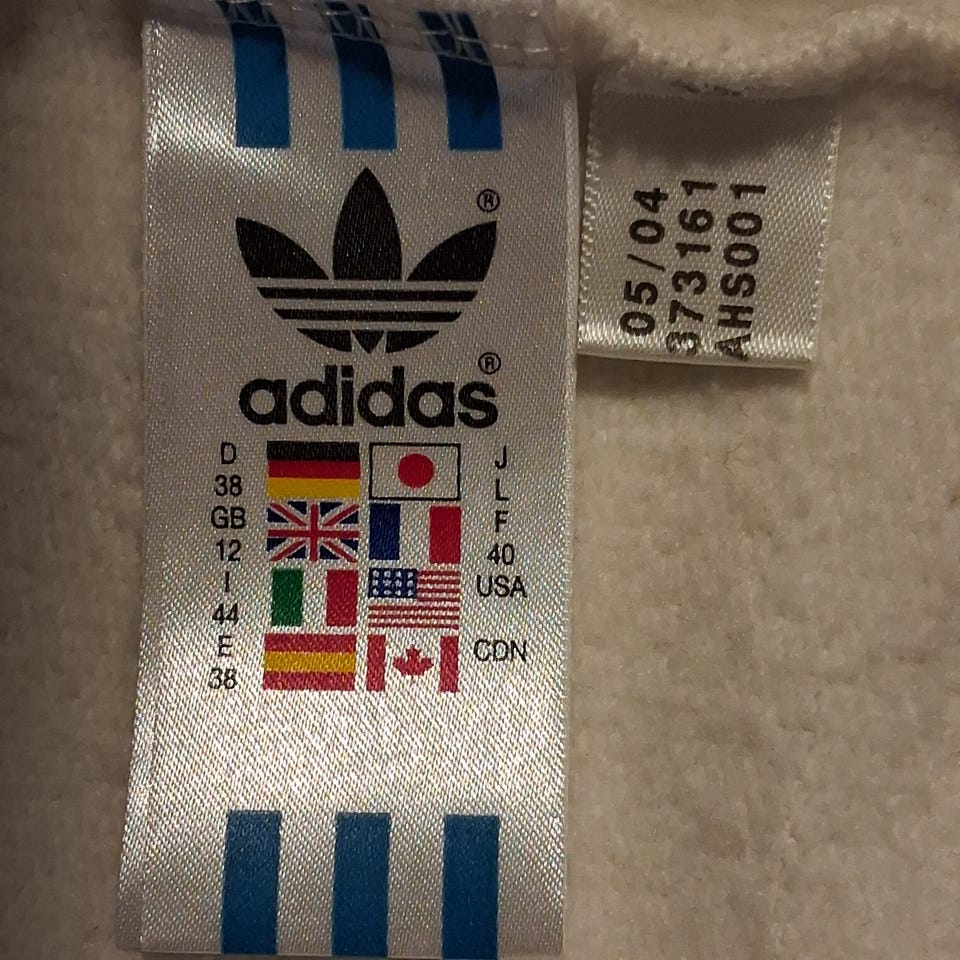 ®
®
adidas
D
38
GB
12
I
44
E
38
J
L
F
40
USA
CDN
05/04
373161
AHS001